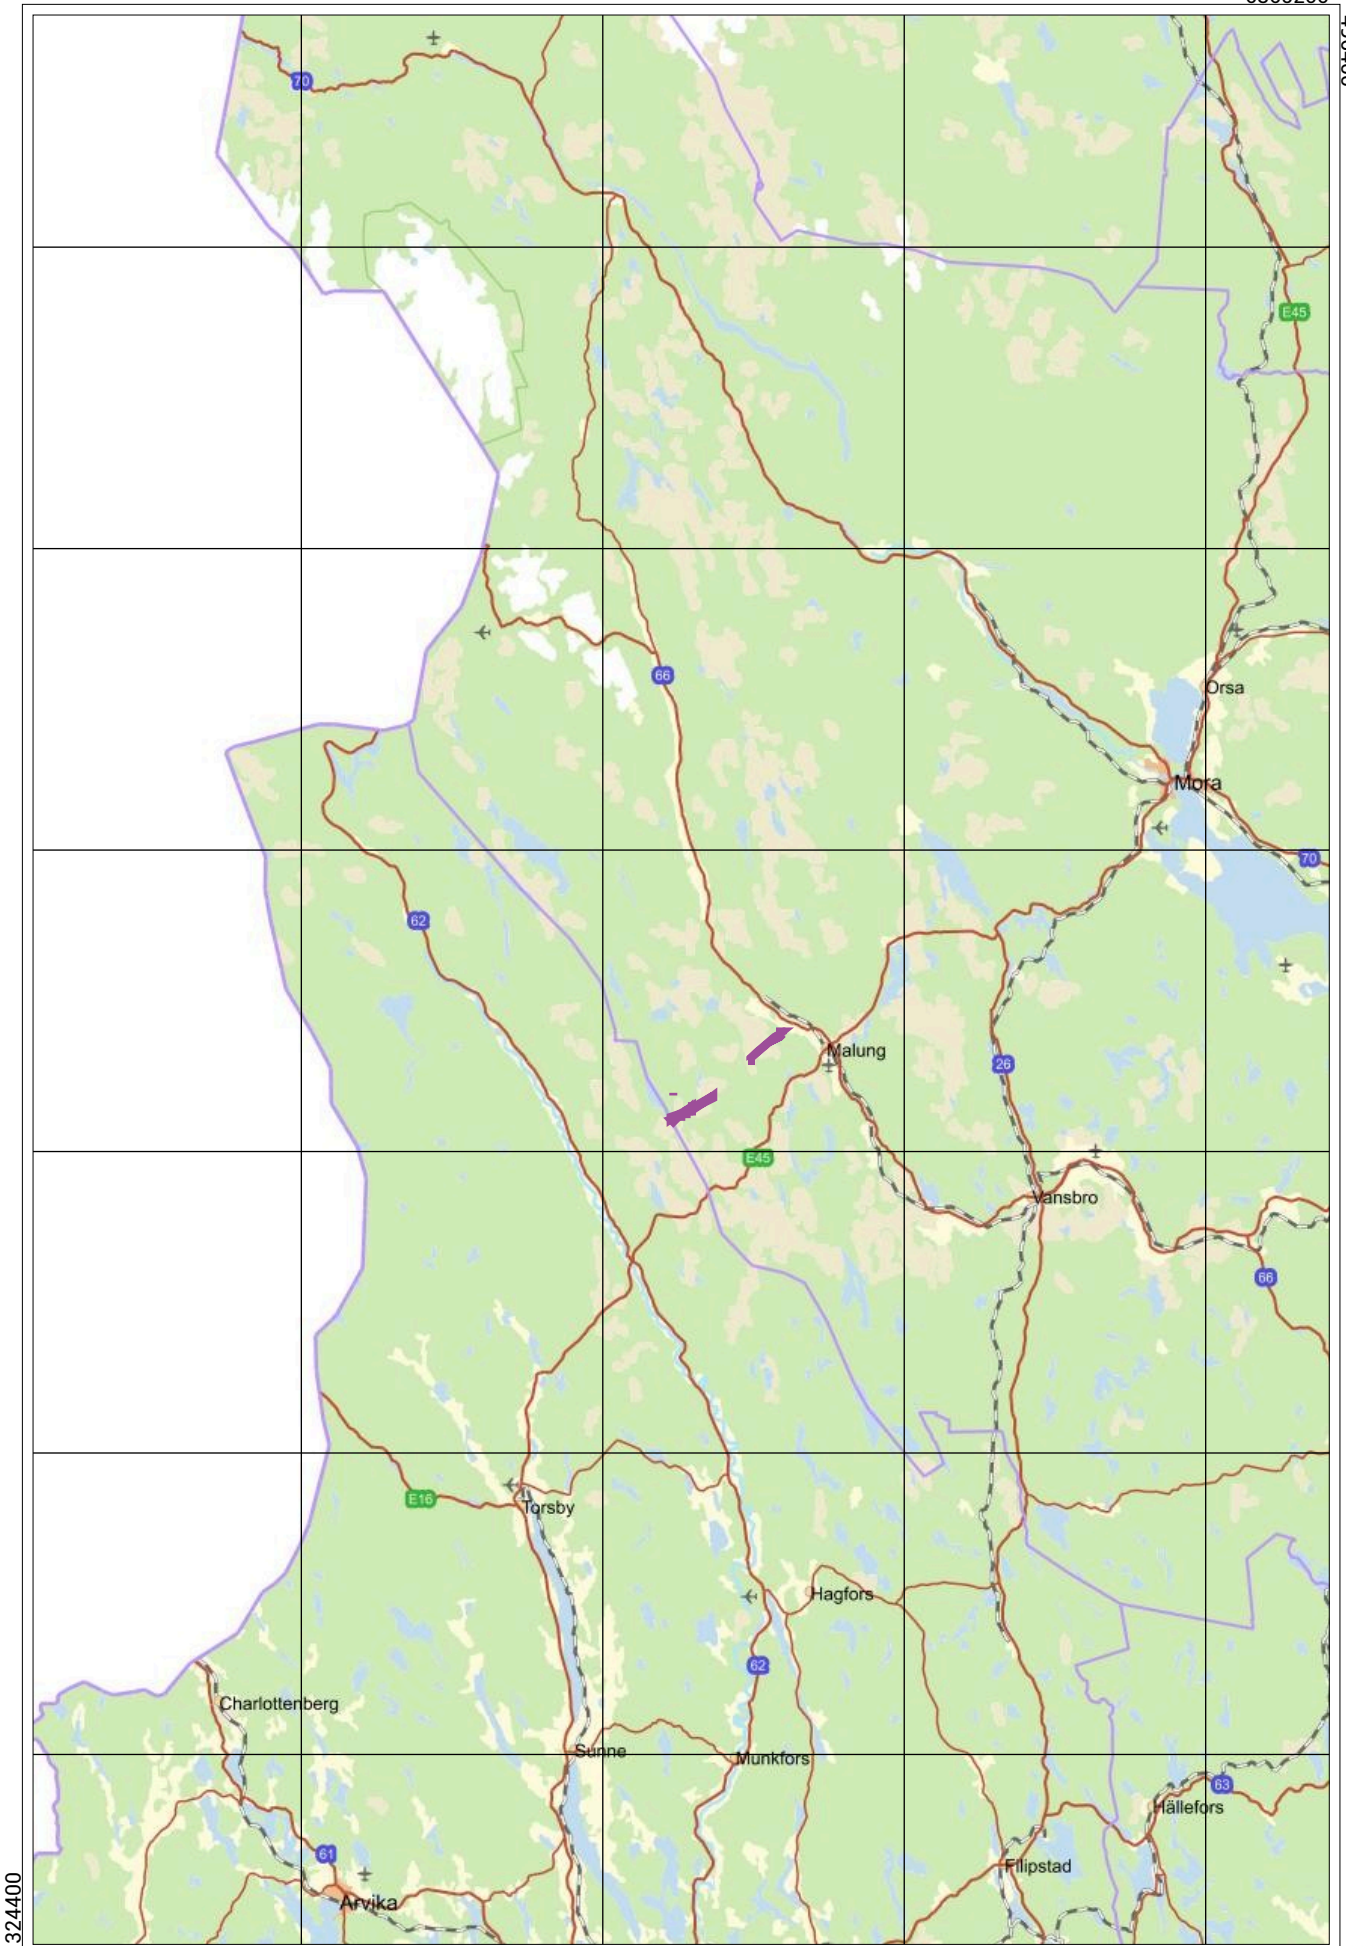 70
E45
66
Orsa
Mora
70
62
Malung
26
E45
Vansbro
66
E16
Torsby
Hagfors
62
Charlottenberg
Sunne
Munkfors
63
Hällefors
61
Filipstad
Arvika
324400